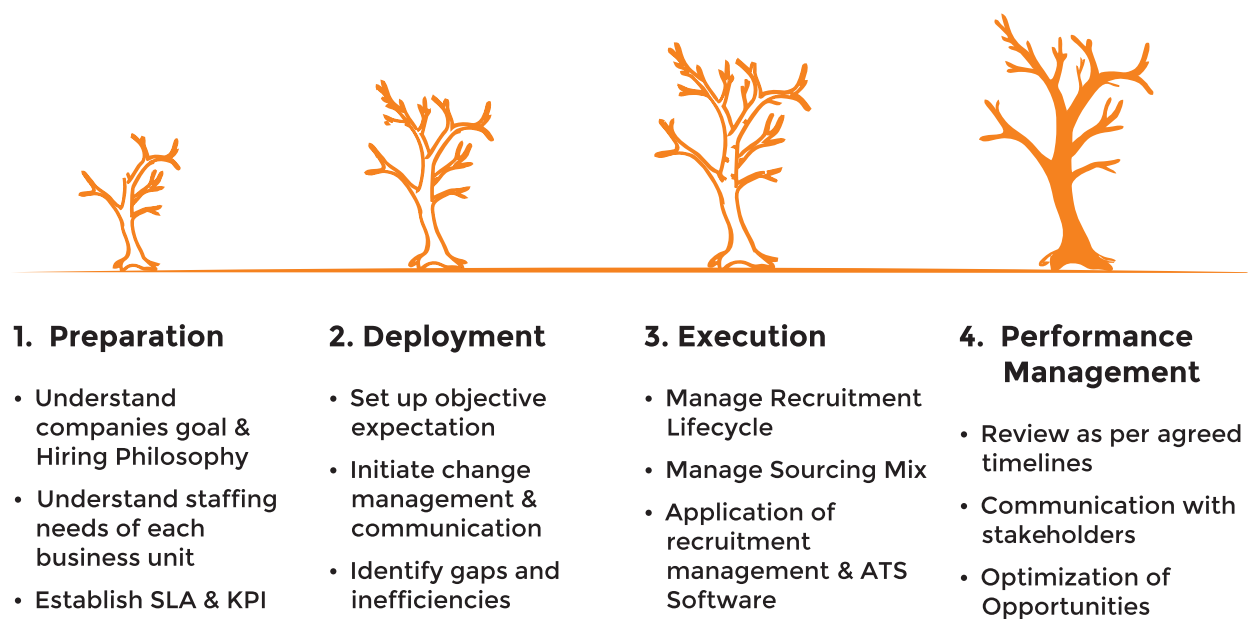 1. Preparation
• Understand
companies goal &
Hiring Philosophy
• Understand staffing
needs of each
business unit
• Establish SLA & KPI
2. Deployment
• Set up objective
expectation
• Initiate change
management &
communication
• Identify gaps and
inefficiencies
3. Execution
• Manage Recruitment
Lifecycle
• Manage Sourcing Mix
• Application of
recruitment
management & ATS
Software
4. Performance
Management
• Review as per agreed
timelines
• Communication with
stakeholders
• Optimization of
Opportunities